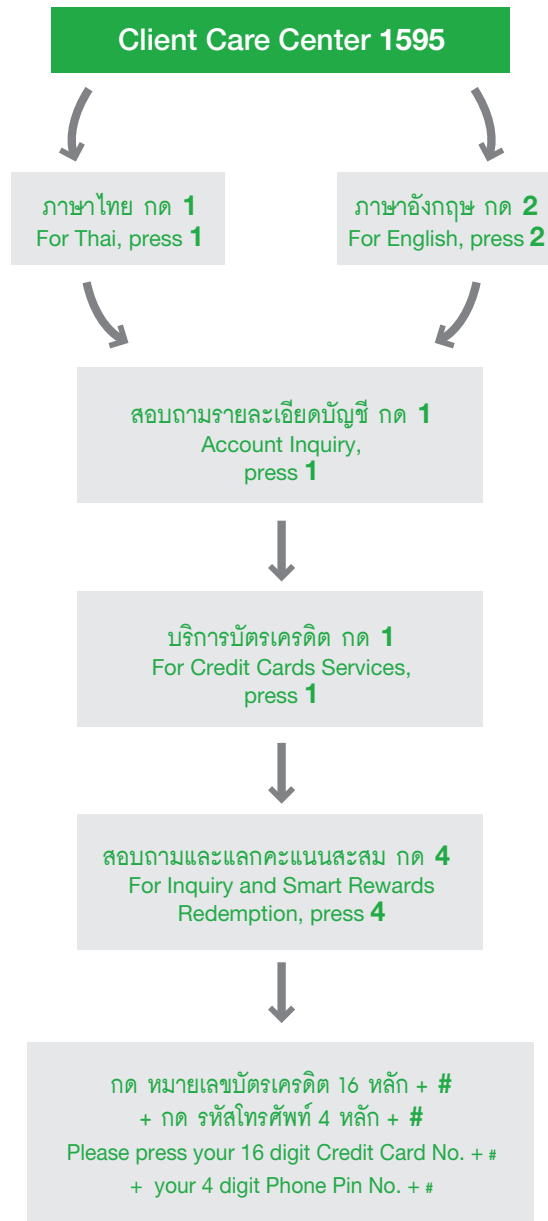 Client Care Center 1595
ภาษาไทย กด 1
For Thai, press 1
ภาษาอังกฤษ กด 2
For English, press 2
สอบถามรายละเอียดบัญชี กด 1
Account Inquiry,
press 1
บริการบัตรเครดิต กด 1
For Credit Cards Services,
press 1
สอบถามและแลกคะแนนสะสม กด 4
For Inquiry and Smart Rewards
Redemption, press 4
กด หมายเลขบัตรเครดิต 16 หลัก + #
+ กด รหัสโทรศัพท์ 4 หลัก + #
Please press your 16 digit Credit Card No. + #
+ your 4 digit Phone Pin No. + #